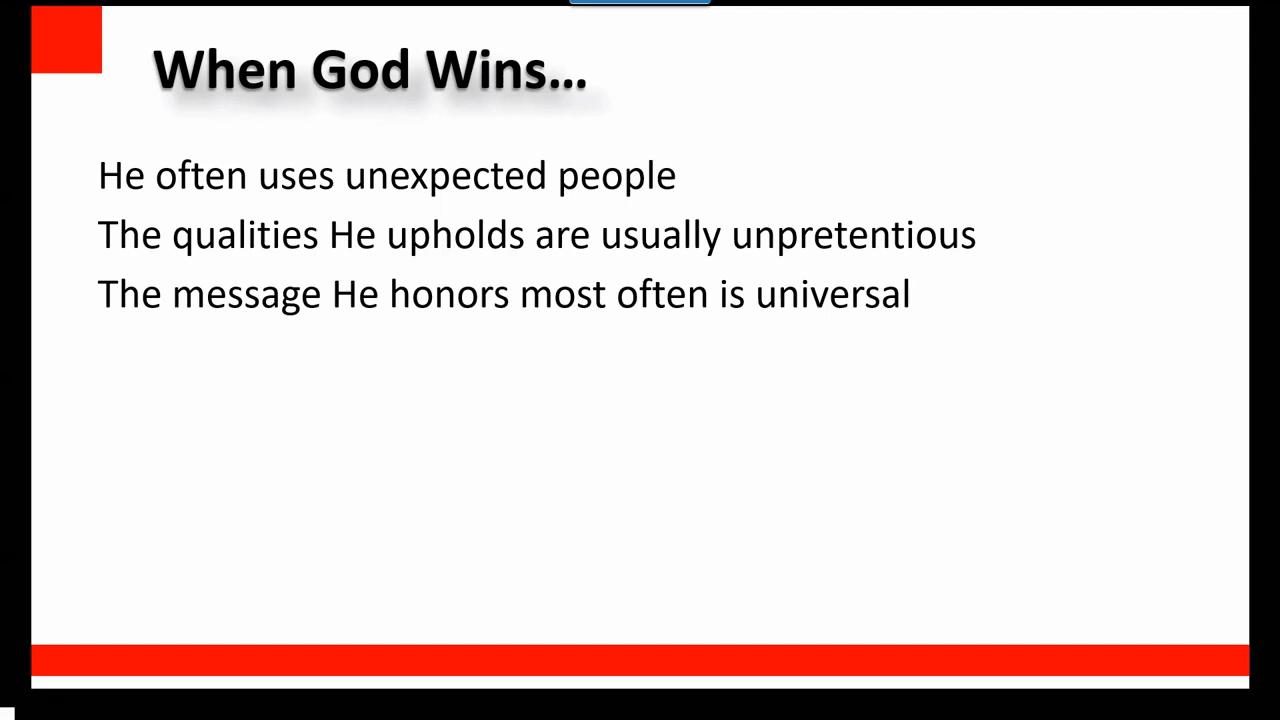 When God Wins...
He often uses unexpected people
The qualities He upholds are usually unpretentious
The message He honors most often is universal